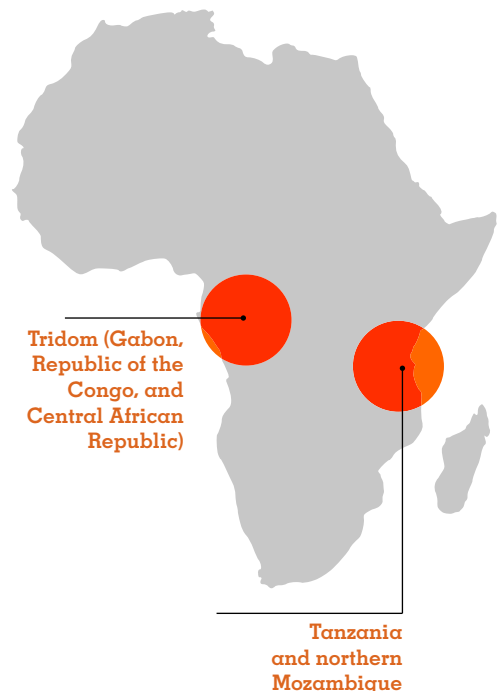 Tridom (Gabon,
Republic of the
Congo, and
Central African
Republic)
Tanzania
and northern
Mozambique